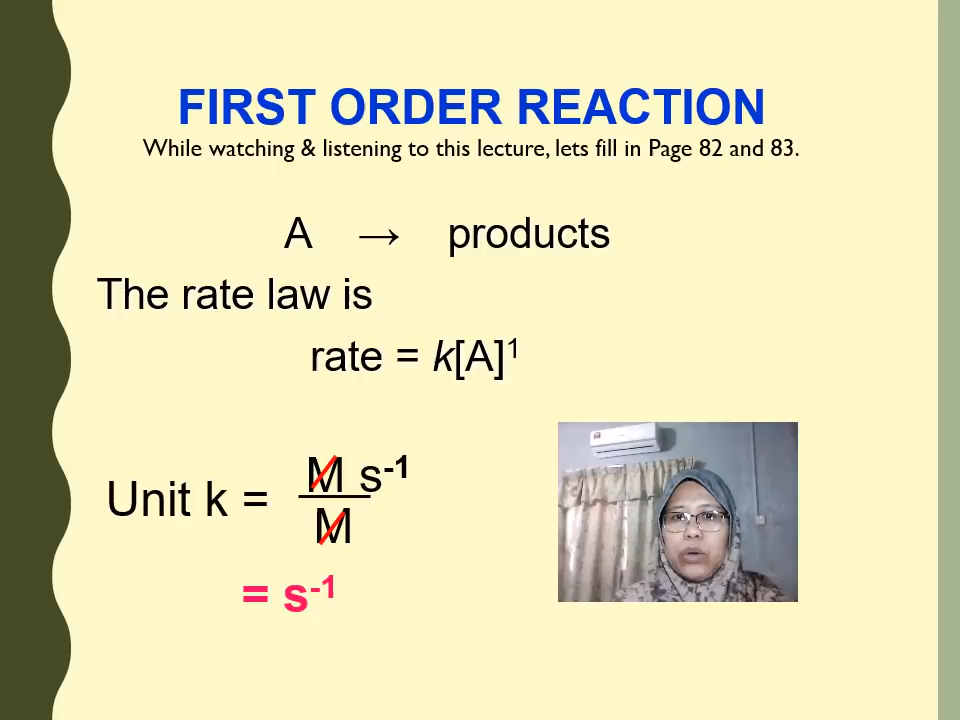 FIRST ORDER REACTION
While watching & listening to this lecture, lets fill in Page 82 and 83.
A → products
The rate law is
rate = k[A]¹
Unit k = M s⁻¹
M
= s⁻¹